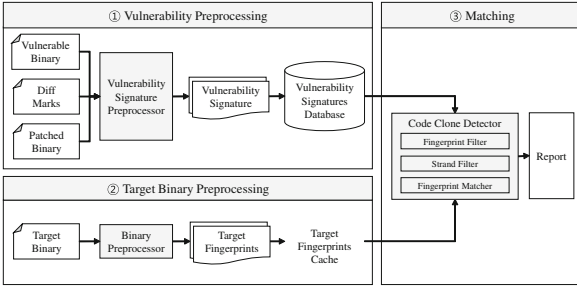 ① Vulnerability Preprocessing
Vulnerable
Binary
Diff
Marks
Patched
Binary
Vulnerability
Signature
Preprocessor
Vulnerability
Signature
Vulnerability
Signatures
Database
② Target Binary Preprocessing
Target
Binary
Binary
Preprocessor
Target
Fingerprints
Target
Fingerprints
Cache
③ Matching
Code Clone Detector
Fingerprint Filter
Strand Filter
Fingerprint Matcher
Report